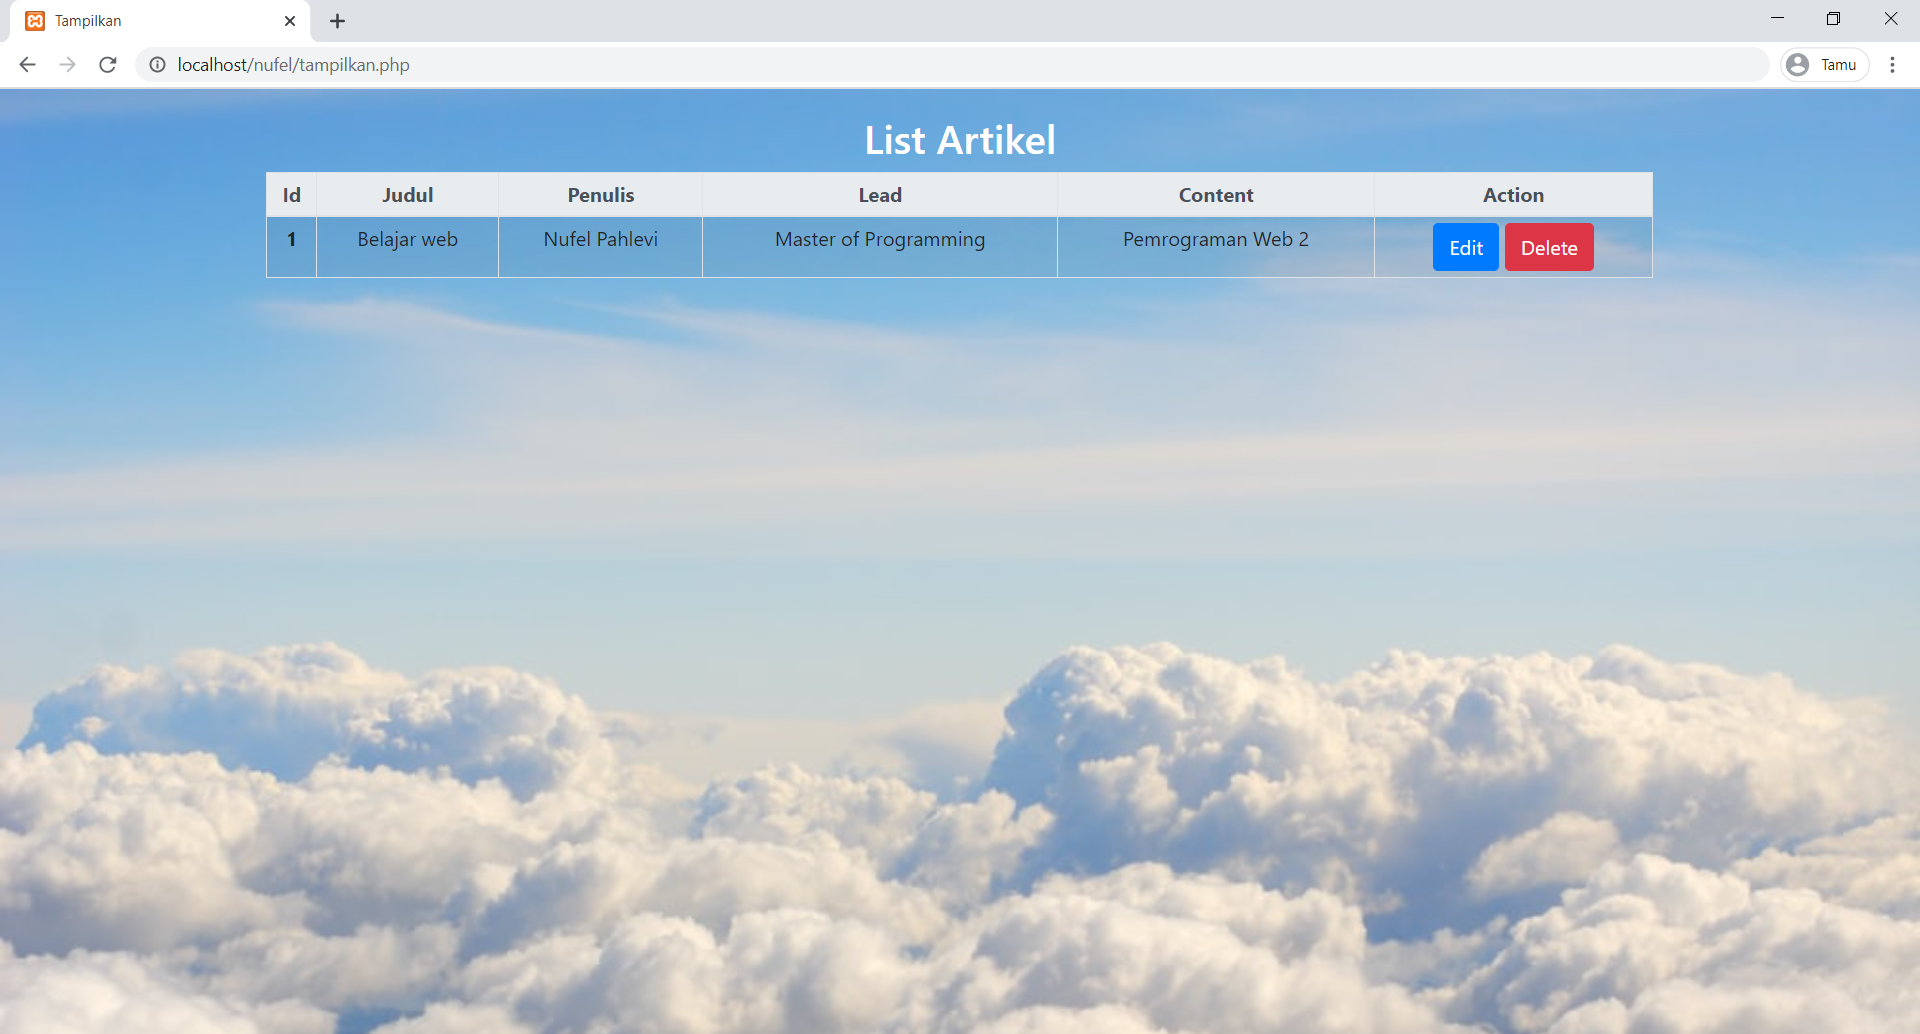 Tampilkan
localhost/nufel/tampilkan.php
Tamu
List Artikel
Id Judul Penulis Lead Content Action
1 Belajar web Nufel Pahlevi Master of Programming Pemrograman Web 2 Edit Delete